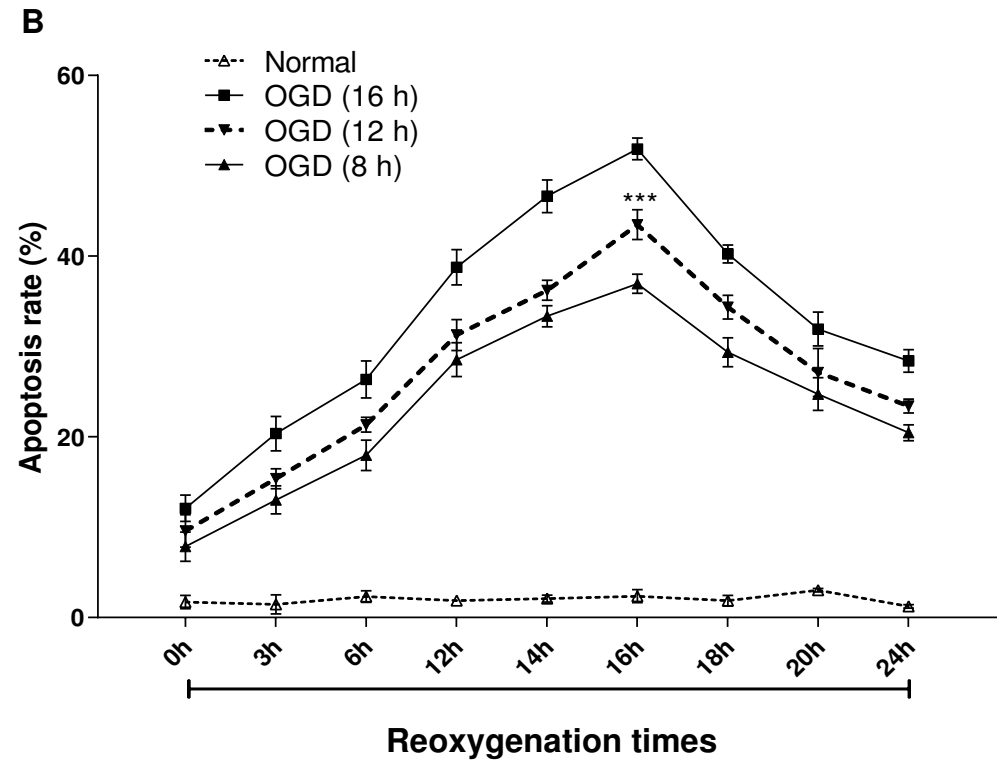 B
Normal
OGD (16 h)
OGD (12 h)
OGD (8 h)
60
40
20
0
Apoptosis rate (%)
***
0h 3h 6h 12h 14h 16h 18h 20h 24h
Reoxygenation times